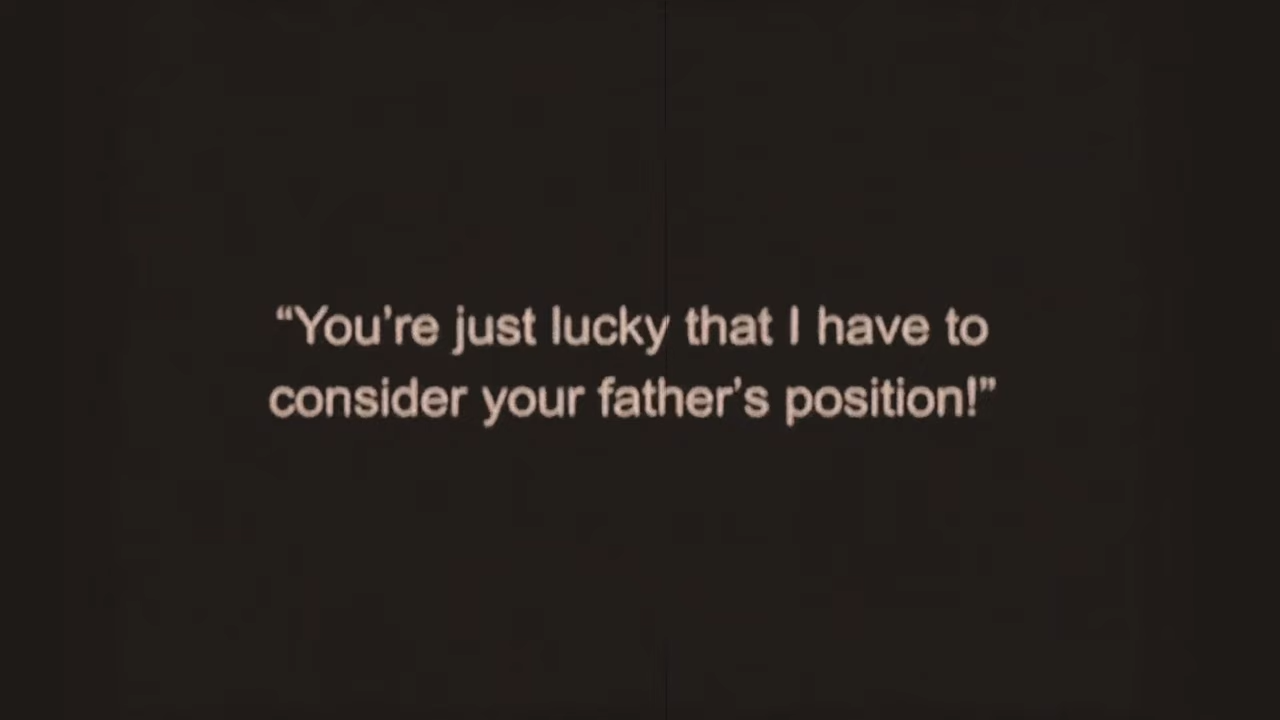 “You’re just lucky that I have to
consider your father’s position!”